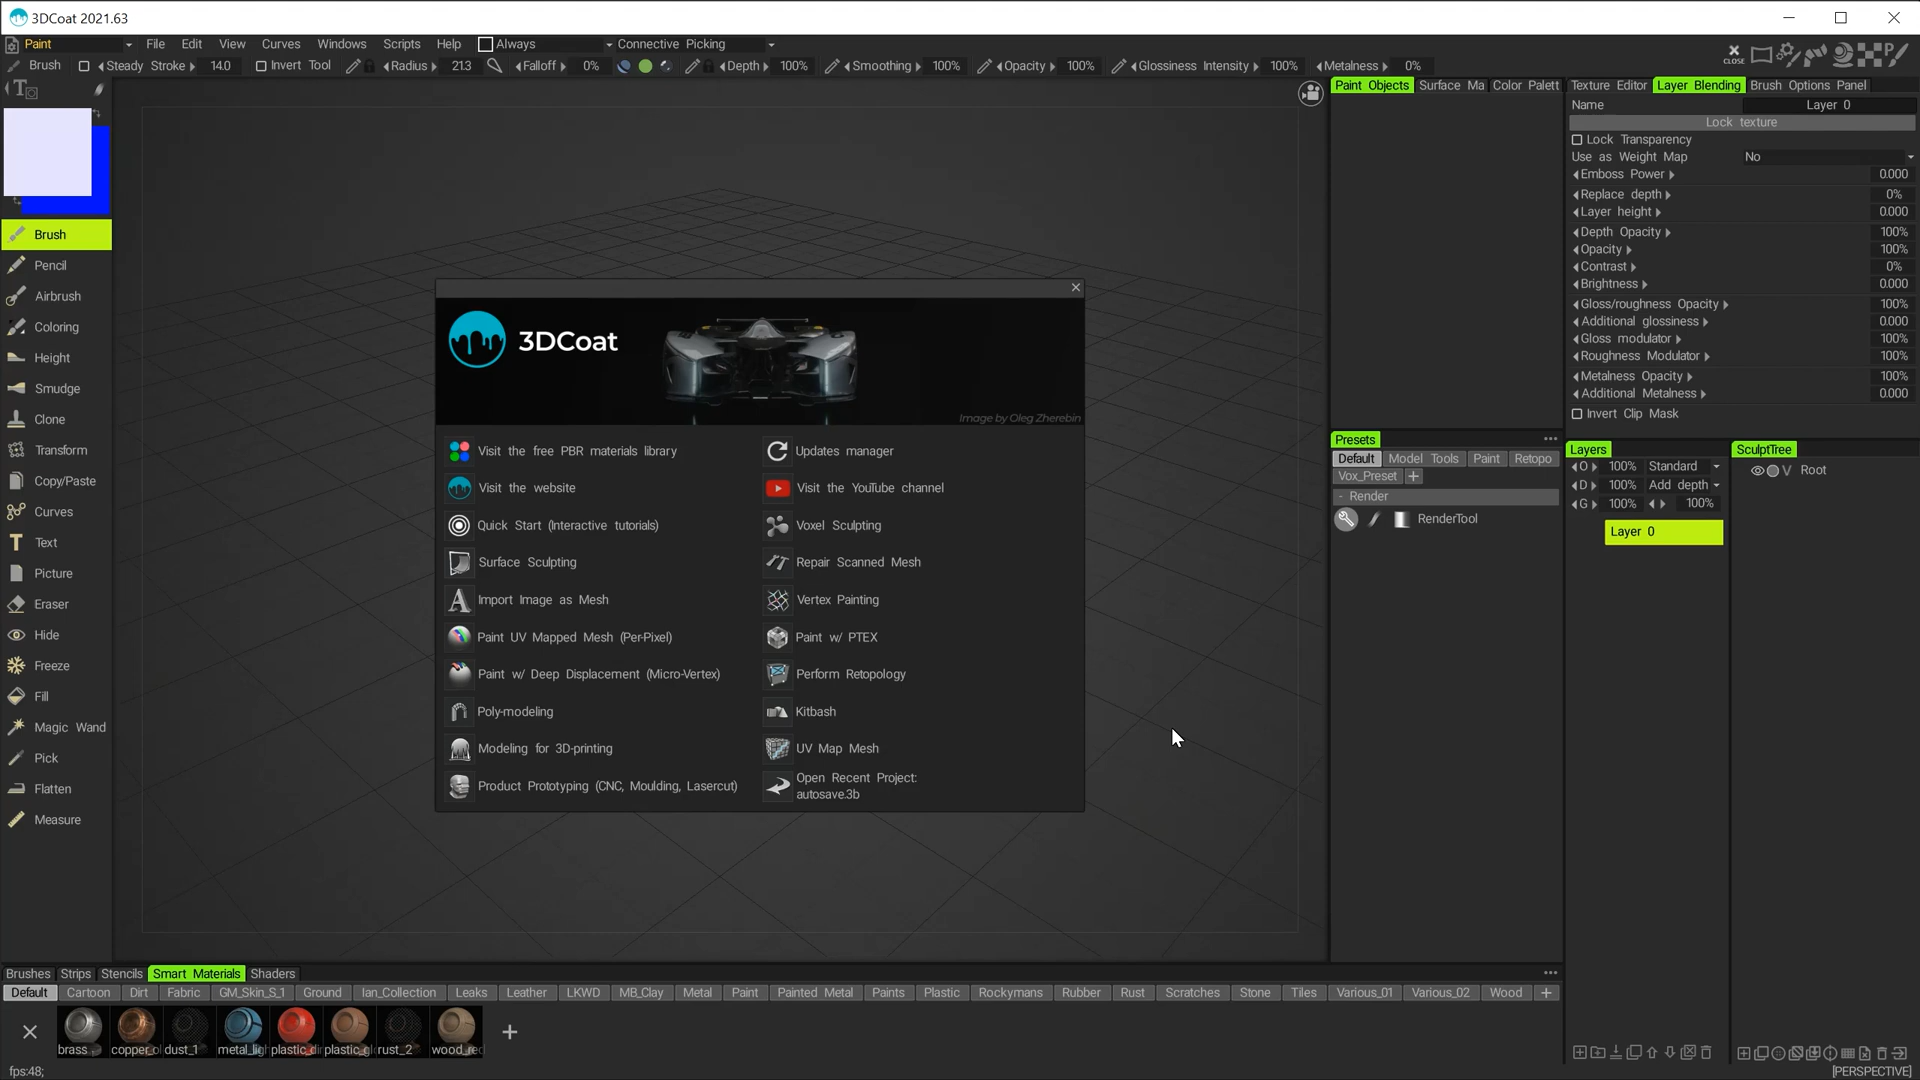 3DCoat 2021.63
Paint File Edit View Curves Windows Scripts Help Always Connective Picking
Brush Steady Stroke 14.0 Invert Tool Radius 213 Falloff 0% Depth 100% Smoothing 100% Opacity 100% Glossiness Intensity 100% Metalness 0%
CLOSE
Paint Objects Surface Ma Color Palett Texture Editor Layer Blending Brush Options Panel
Name Layer 0
Lock texture
Lock Transparency
Use as Weight Map No
Emboss Power 0.000
Replace depth 0%
Layer height 0.000
Depth Opacity 100%
Opacity 100%
Contrast 0%
Brightness 0.000
Gloss/roughness Opacity 100%
Additional glossiness 0.000
Gloss modulator 100%
Roughness Modulator 100%
Metalness Opacity 100%
Additional Metalness 0.000
Invert Clip Mask
Brush
Pencil
Airbrush
Coloring
Height
Smudge
Clone
Transform
Copy/Paste
Curves
Text
Picture
Eraser
Hide
Freeze
Fill
Magic Wand
Pick
Flatten
Measure
3DCoat
Image by Oleg Zherebin
Visit the free PBR materials library Updates manager
Visit the website Visit the YouTube channel
Quick Start (Interactive tutorials) Voxel Sculpting
Surface Sculpting Repair Scanned Mesh
Import Image as Mesh Vertex Painting
Paint UV Mapped Mesh (Per-Pixel) Paint w/ PTEX
Paint w/ Deep Displacement (Micro-Vertex) Perform Retopology
Poly-modeling Kitbash
Modeling for 3D-printing UV Map Mesh
Product Prototyping (CNC, Moulding, Lasercut) Open Recent Project:
autosave.3b
Presets
Default Model Tools Paint Retopo
Vox_Preset +
- Render
RenderTool
Layers
O 100% Standard
D 100% Add depth
G 100% 100%
Layer 0
SculptTree
V Root
Brushes Strips Stencils Smart Materials Shaders
Default Cartoon Dirt Fabric GM_Skin_S_1 Ground Ian_Collection Leaks Leather LKWD MB_Clay Metal Paint Painted Metal Paints Plastic Rockymans Rubber Rust Scratches Stone Tiles Various_01 Various_02 Wood +
brass copper_o dust_1 metal_lig plastic_di plastic_gl rust_2 wood_red
fps:48;
[PERSPECTIVE]